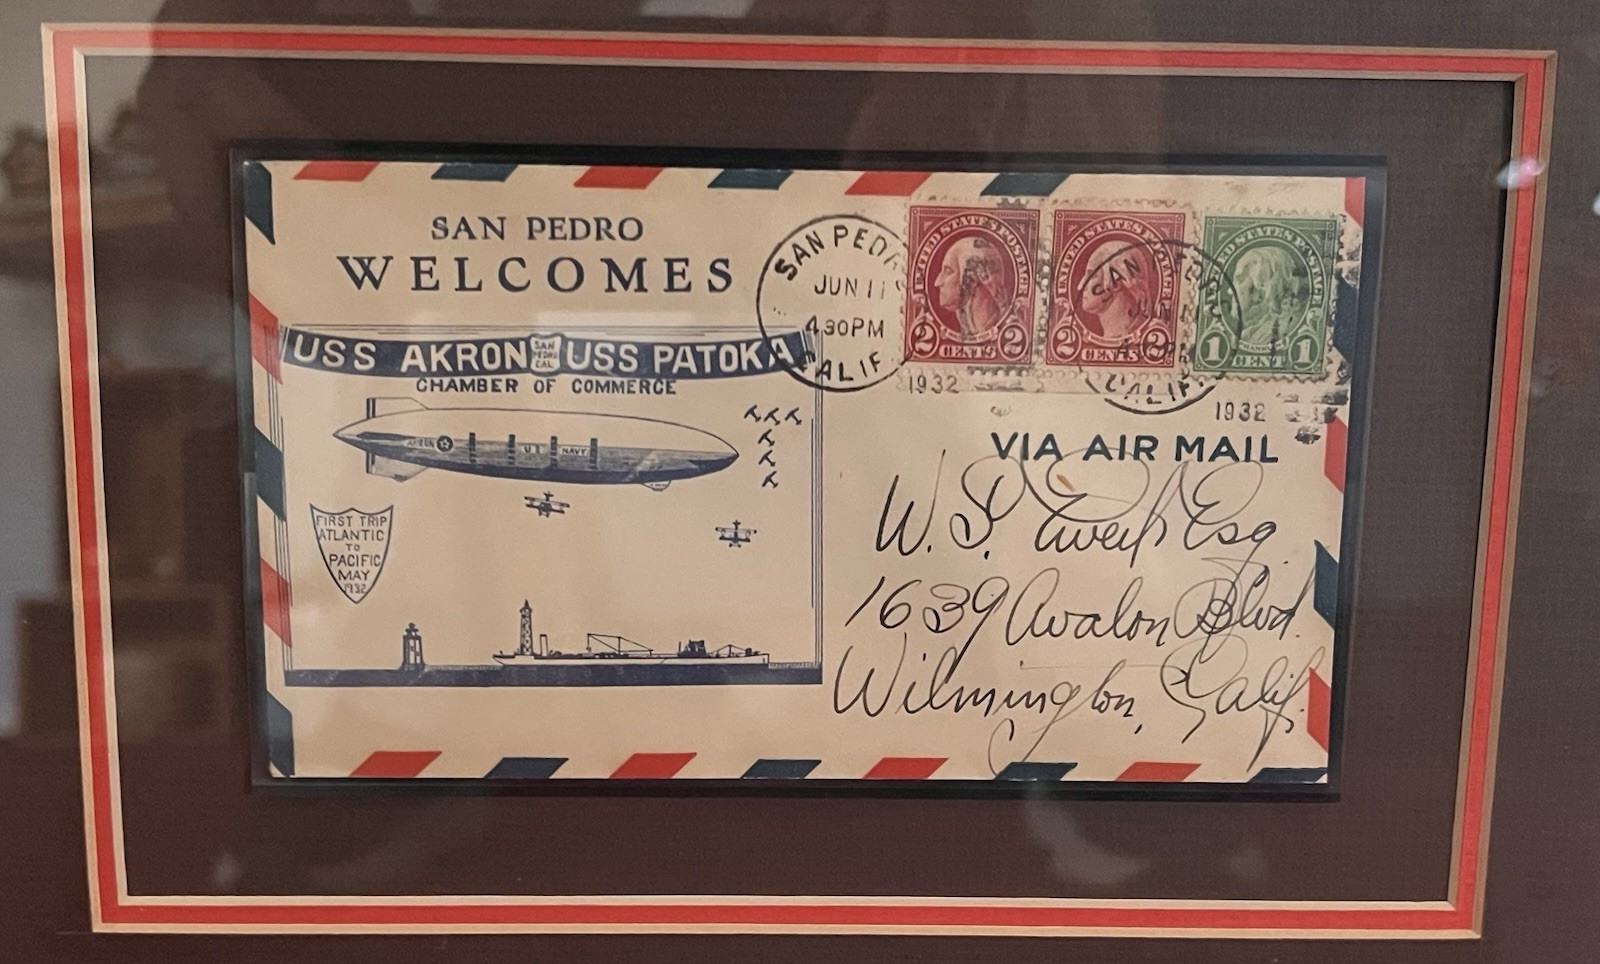 SAN PEDRO
WELCOMES
USS AKRON SAN PEDRO CAL USS PATOKA
CHAMBER OF COMMERCE
AKRON U S NAVY
FIRST TRIP
ATLANTIC
TO
PACIFIC
MAY
1932
SAN PEDR
JUN 11
4 30PM
CALIF
1932
UNITED STATES POSTAGE
2 CENTS 2
UNITED STATES POSTAGE
2 CENTS 2
UNITED STATES POSTAGE
1 CENT 1
SAN
JUN
CALIF.
1932
VIA AIR MAIL
W. S. Esq
1639 Avalon Blvd.
Wilmington, Calif.